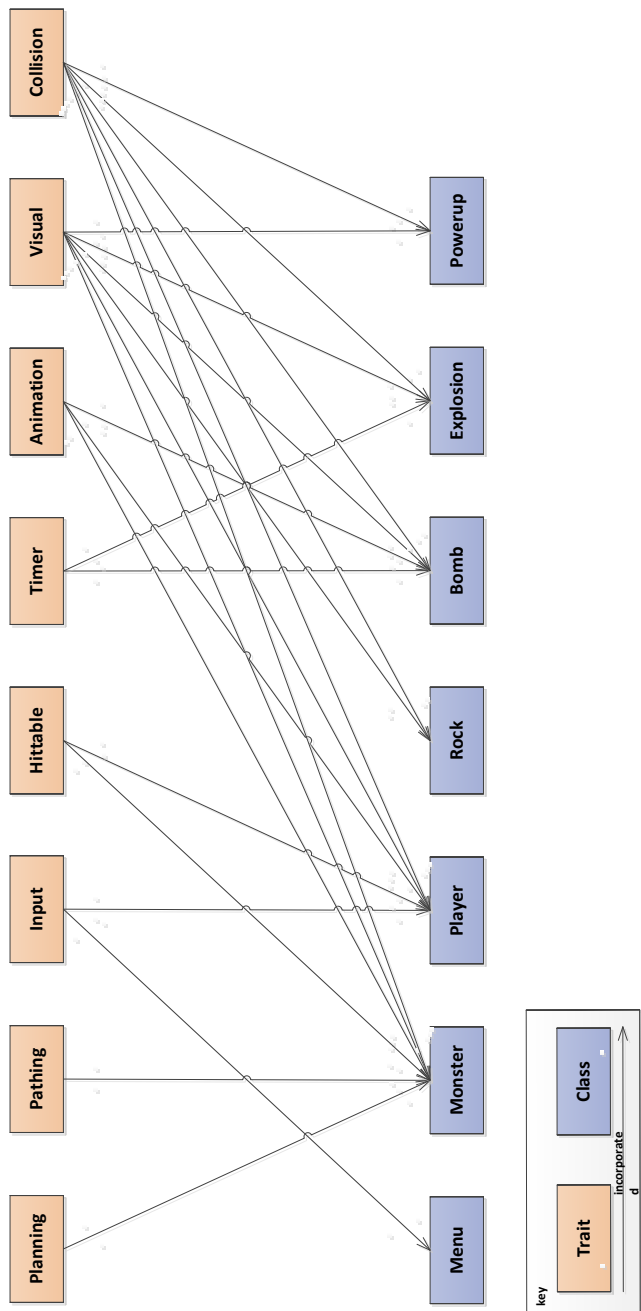 Planning
Pathing
Input
Hittable
Timer
Animation
Visual
Collision
Menu
Monster
Player
Rock
Bomb
Explosion
Powerup
key
Trait
Class
incorporate
d